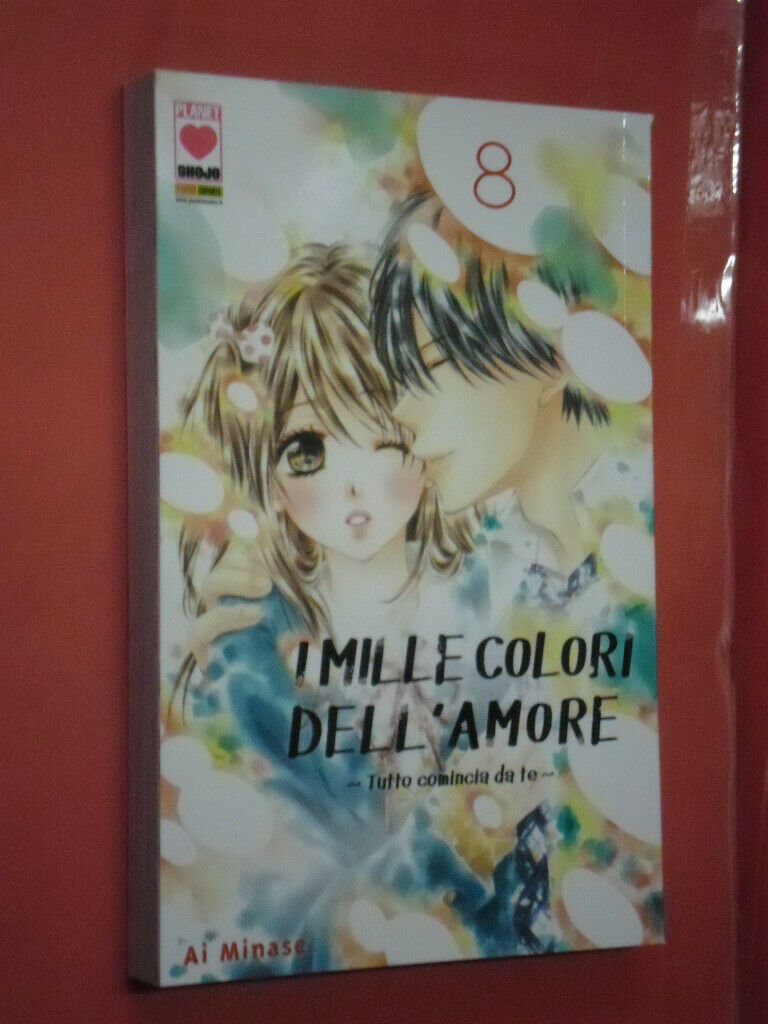 PLANET
SHOJO
8
I MILLE COLORI
DELL'AMORE
~ Tutto comincia da te ~
Ai Minase